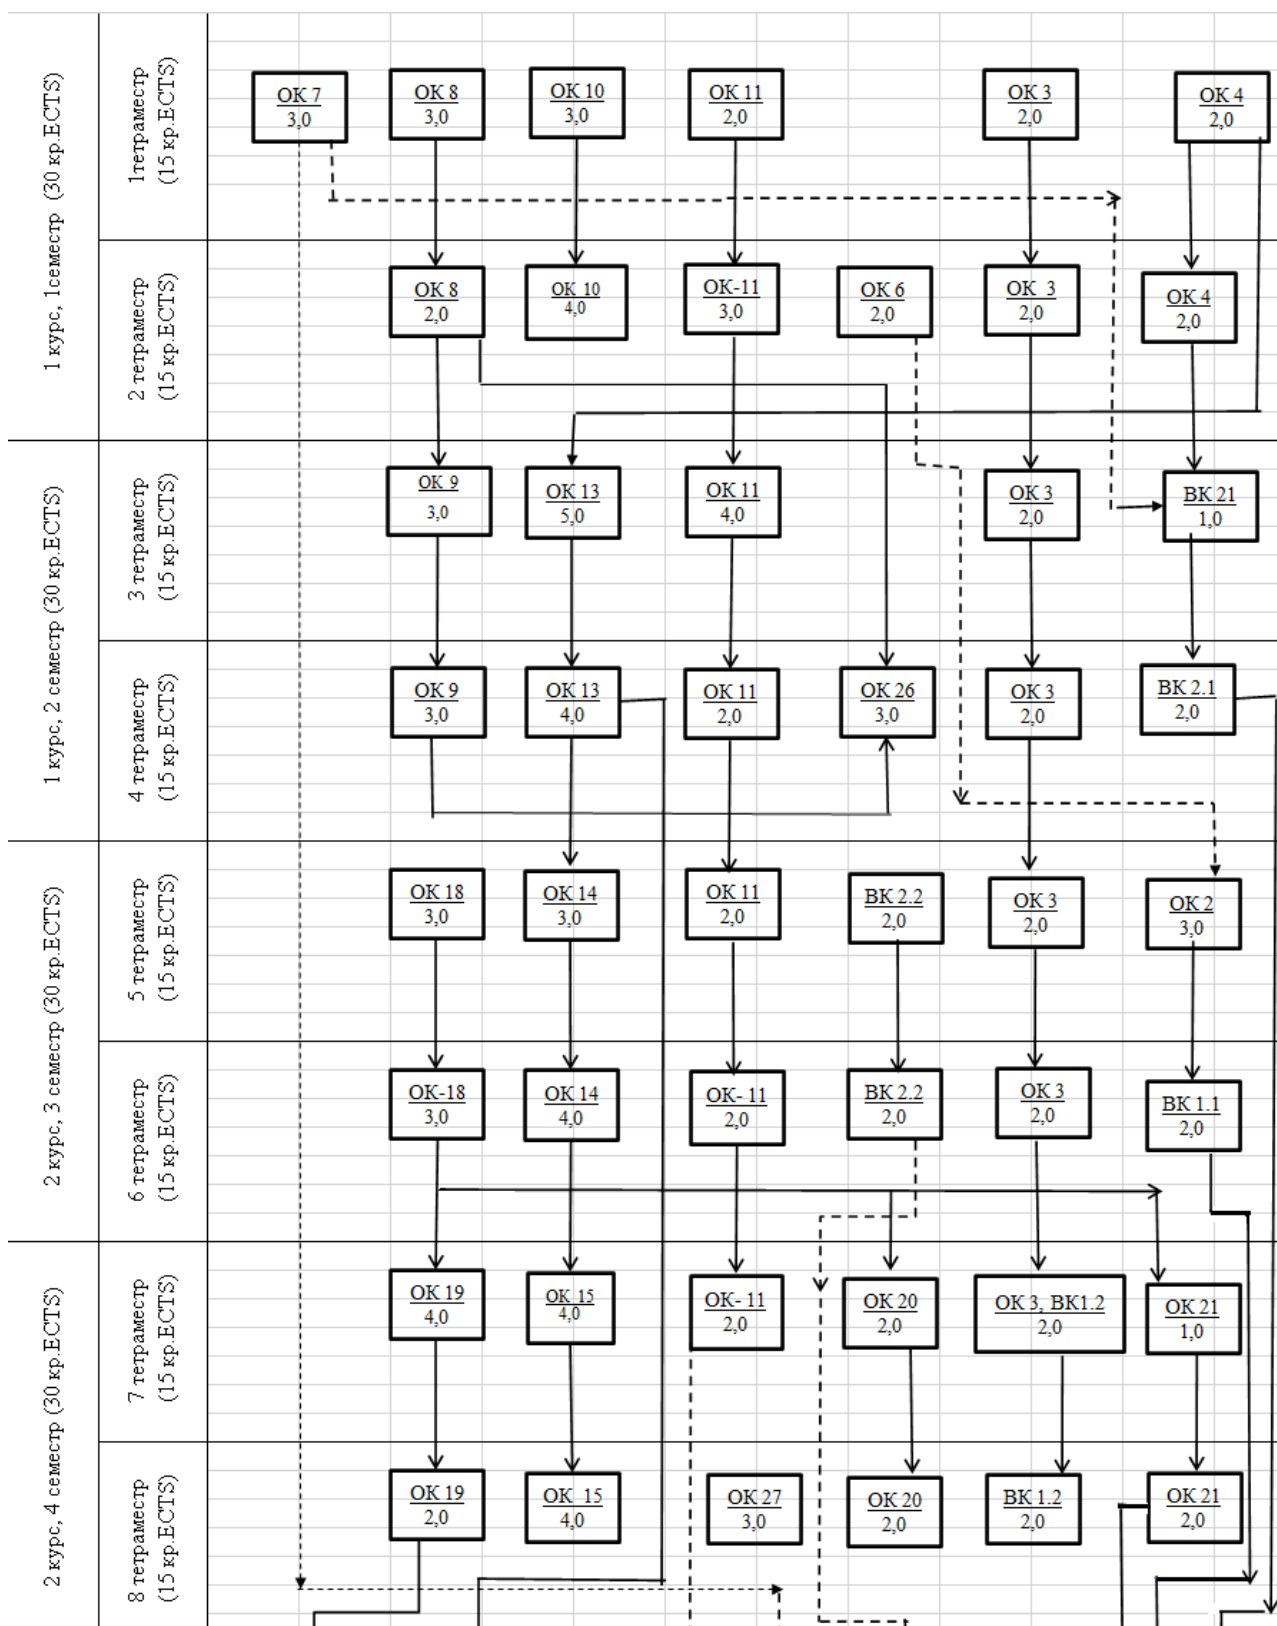 1 курс, 1семестр (30 кр.ECTS)
1тетраместр
(15 кр.ECTS)
ОК 7
3,0
ОК 8
3,0
ОК 10
3,0
ОК 11
2,0
ОК 3
2,0
ОК 4
2,0
2 тетраместр
(15 кр.ECTS)
ОК 8
2,0
ОК 10
4,0
ОК-11
3,0
ОК 6
2,0
ОК 3
2,0
ОК 4
2,0
1 курс, 2 семестр (30 кр.ECTS)
3 тетраместр
(15 кр.ECTS)
ОК 9
3,0
ОК 13
5,0
ОК 11
4,0
ОК 3
2,0
ВК 21
1,0
4 тетраместр
(15 кр.ECTS)
ОК 9
3,0
ОК 13
4,0
ОК 11
2,0
ОК 26
3,0
ОК 3
2,0
ВК 2.1
2,0
2 курс, 3 семестр (30 кр.ECTS)
5 тетраместр
(15 кр.ECTS)
ОК 18
3,0
ОК 14
3,0
ОК 11
2,0
ВК 2.2
2,0
ОК 3
2,0
ОК 2
3,0
6 тетраместр
(15 кр.ECTS)
ОК-18
3,0
ОК 14
4,0
ОК- 11
2,0
ВК 2.2
2,0
ОК 3
2,0
ВК 1.1
2,0
2 курс, 4 семестр (30 кр.ECTS)
7 тетраместр
(15 кр.ECTS)
ОК 19
4,0
ОК 15
4,0
ОК- 11
2,0
ОК 20
2,0
ОК 3, ВК1.2
2,0
ОК 21
1,0
8 тетраместр
(15 кр.ECTS)
ОК 19
2,0
ОК 15
4,0
ОК 27
3,0
ОК 20
2,0
ВК 1.2
2,0
ОК 21
2,0